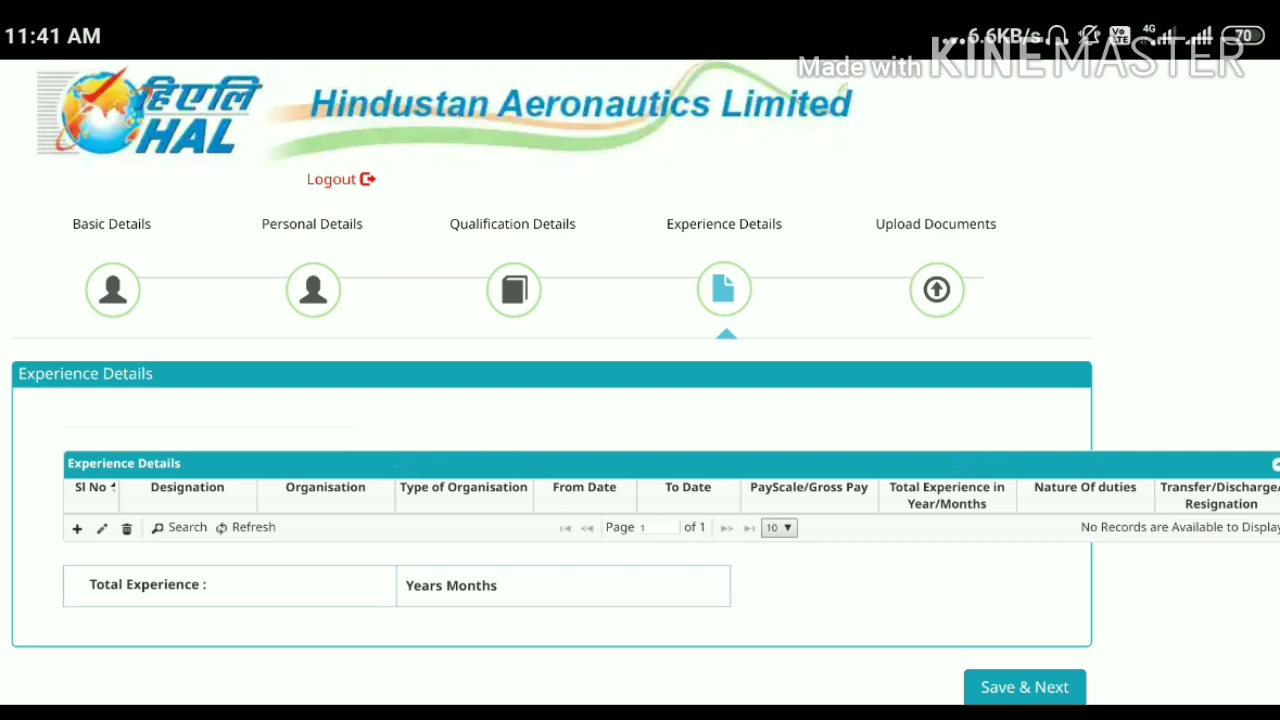 11:41 AM
...6.6KB/s 4G Vo LTE 70
Made with KINEMASTER
हिएलि
HAL
Hindustan Aeronautics Limited
Logout
Basic Details Personal Details Qualification Details Experience Details Upload Documents
Experience Details
Experience Details
Sl No Designation Organisation Type of Organisation From Date To Date PayScale/Gross Pay Total Experience in Year/Months Nature Of duties Transfer/Discharge/ Resignation
Search Refresh Page 1 of 1 10 No Records are Available to Display
Total Experience : Years Months
Save & Next